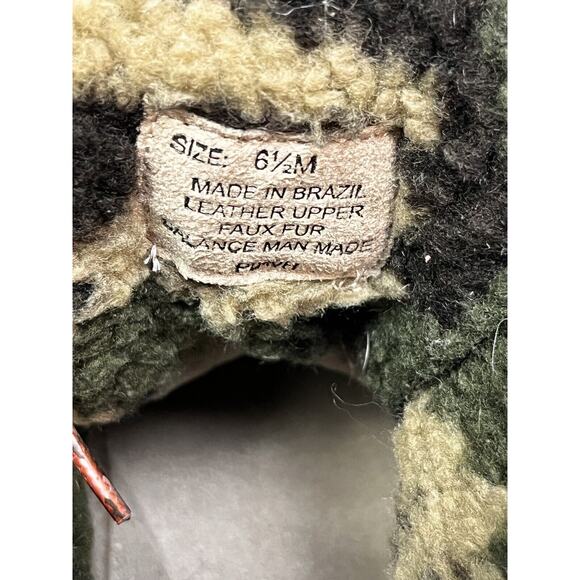 SIZE: 6½M
MADE IN BRAZIL
LEATHER UPPER
FAUX FUR
BALANCE MAN MADE